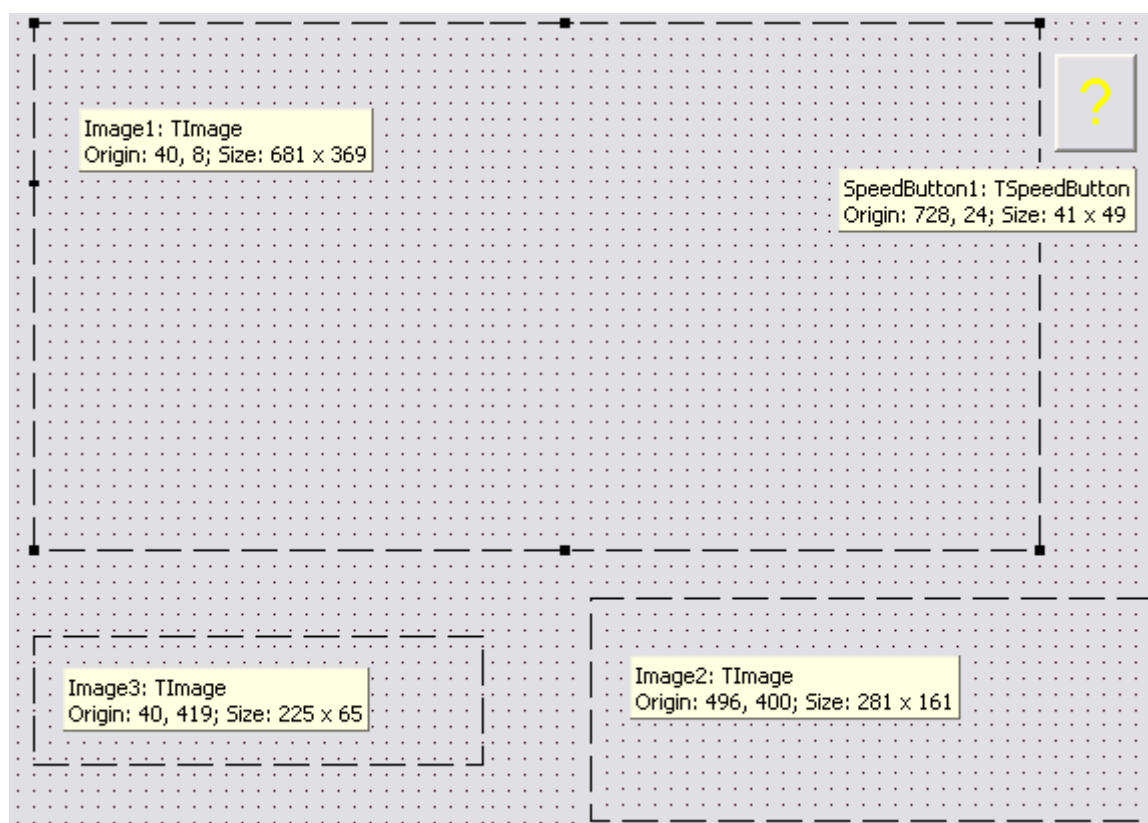 Image1: TImage
Origin: 40, 8; Size: 681 x 369
?
SpeedButton1: TSpeedButton
Origin: 728, 24; Size: 41 x 49
Image3: TImage
Origin: 40, 419; Size: 225 x 65
Image2: TImage
Origin: 496, 400; Size: 281 x 161